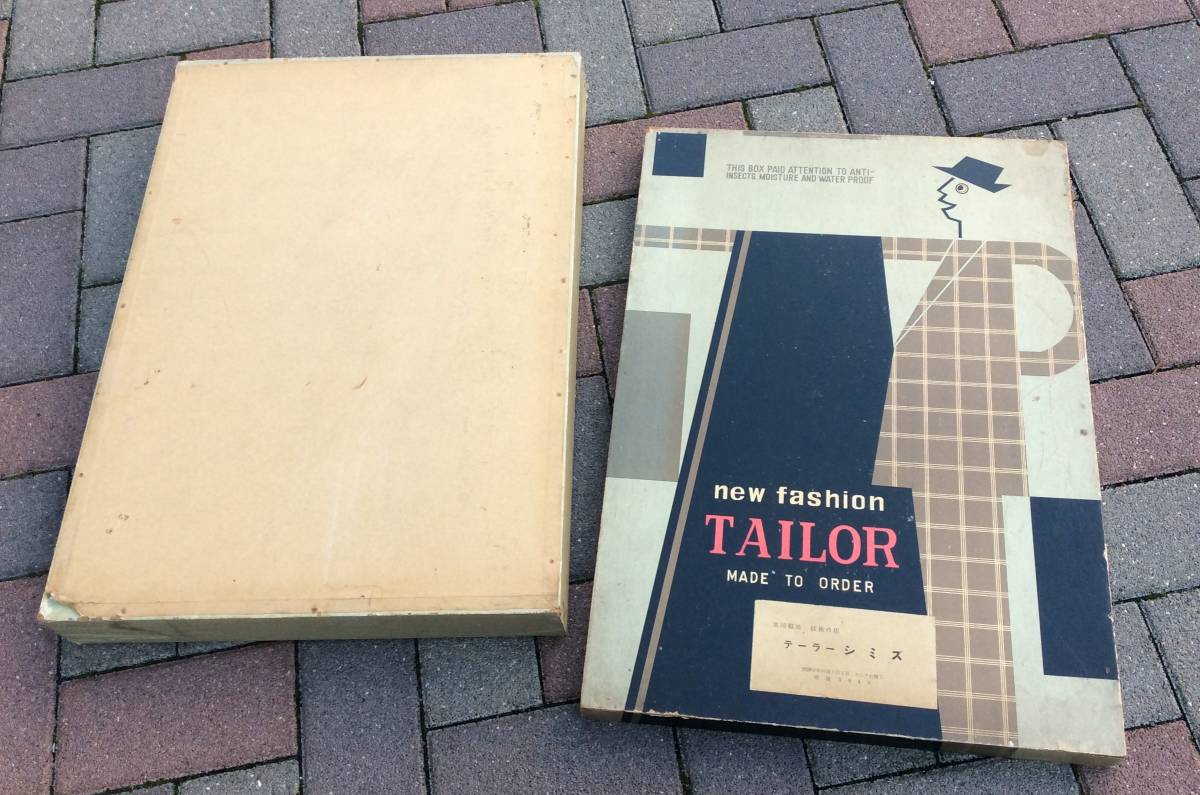 THIS BOX PAID ATTENTION TO ANTI-
INSECTS MOISTURE AND WATER PROOF
new fashion
TAILOR
MADE TO ORDER
テーラーシミズ